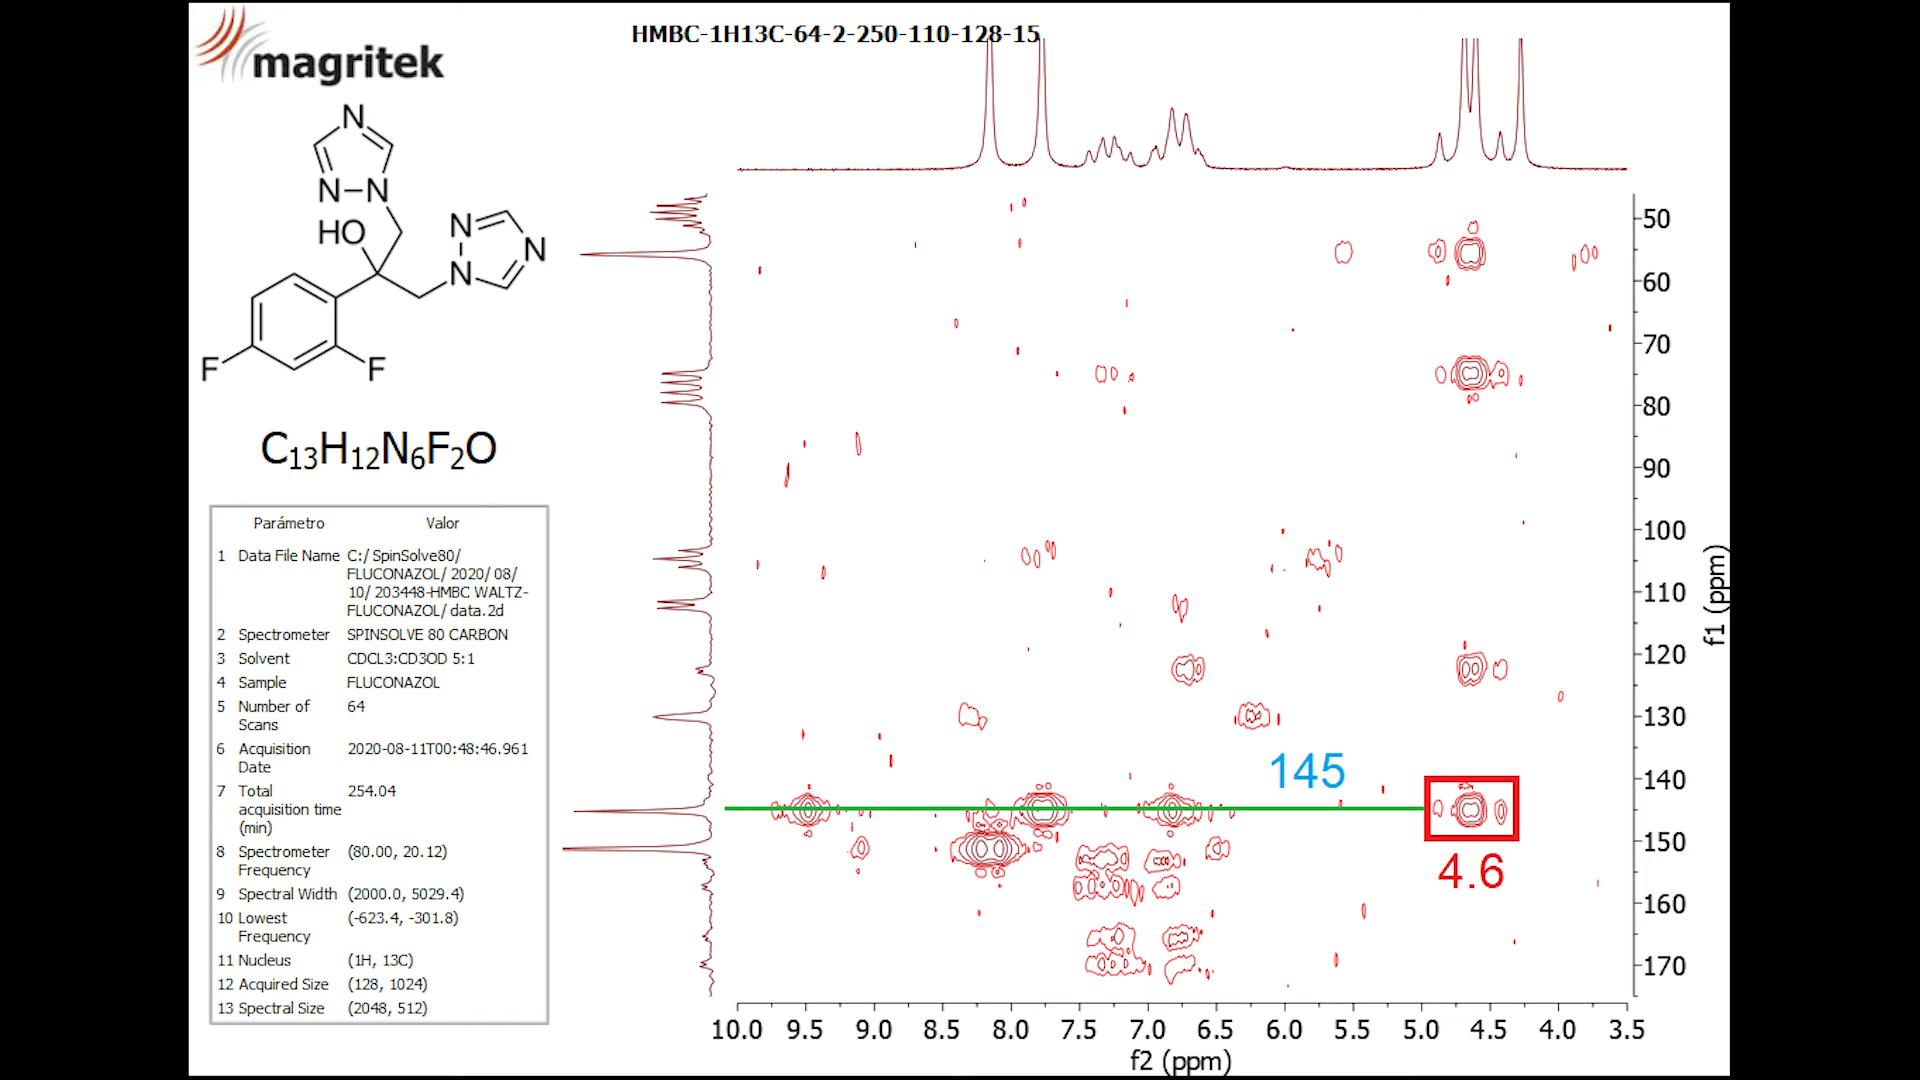 HMBC-1H13C-64-2-250-110-128-15
magritek
N
N
N
HO
N
N
N
F
F
C₁₃H₁₂N₆F₂O
Parámetro Valor
1 Data File Name C:/ SpinSolve80/
FLUCONAZOL/ 2020/ 08/
10/ 203448-HMBC WALTZ-
FLUCONAZOL/ data.2d
2 Spectrometer SPINSOLVE 80 CARBON
3 Solvent CDCL3:CD3OD 5:1
4 Sample FLUCONAZOL
5 Number of 64
Scans
6 Acquisition 2020-08-11T00:48:46.961
Date
7 Total 254.04
acquisition time
(min)
8 Spectrometer (80.00, 20.12)
Frequency
9 Spectral Width (2000.0, 5029.4)
10 Lowest (-623.4, -301.8)
Frequency
11 Nucleus (1H, 13C)
12 Acquired Size (128, 1024)
13 Spectral Size (2048, 512)
50
60
70
80
90
100
110
120
130
140
150
160
170
f1 (ppm)
145
4.6
10.0 9.5 9.0 8.5 8.0 7.5 7.0 6.5 6.0 5.5 5.0 4.5 4.0 3.5
f2 (ppm)